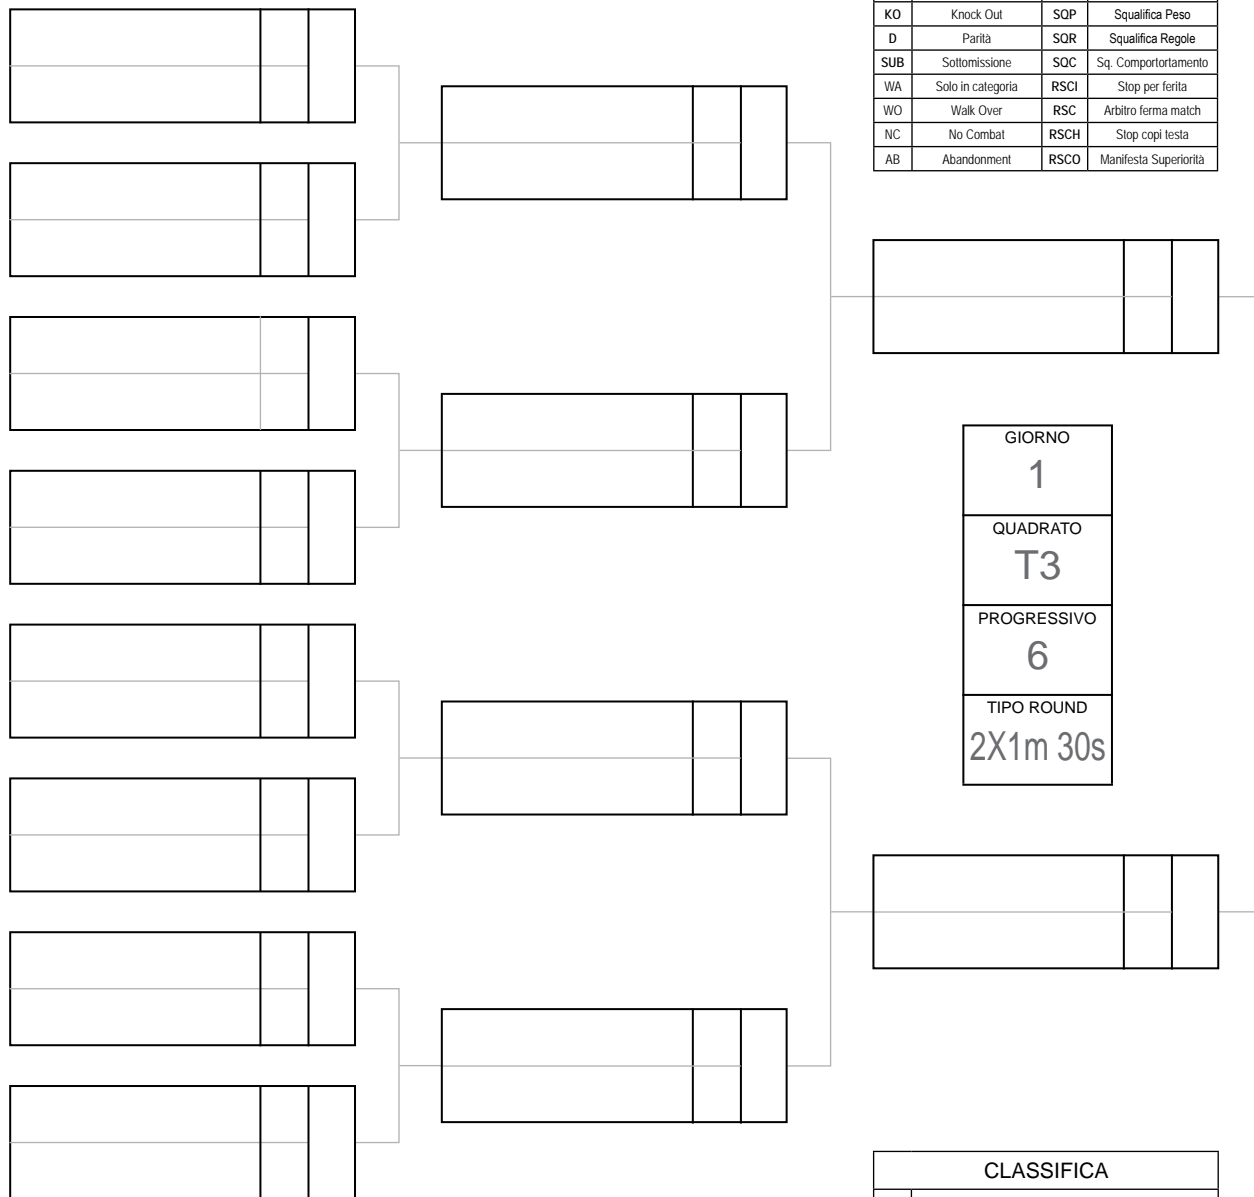 KO Knock Out SQP Squalifica Peso
D Parità SQR Squalifica Regole
SUB Sottomissione SQC Sq. Comportortamento
WA Solo in categoria RSCI Stop per ferita
WO Walk Over RSC Arbitro ferma match
NC No Combat RSCH Stop copi testa
AB Abandonment RSCO Manifesta Superiorità
GIORNO
1
QUADRATO
T3
PROGRESSIVO
6
TIPO ROUND
2X1m 30s
CLASSIFICA